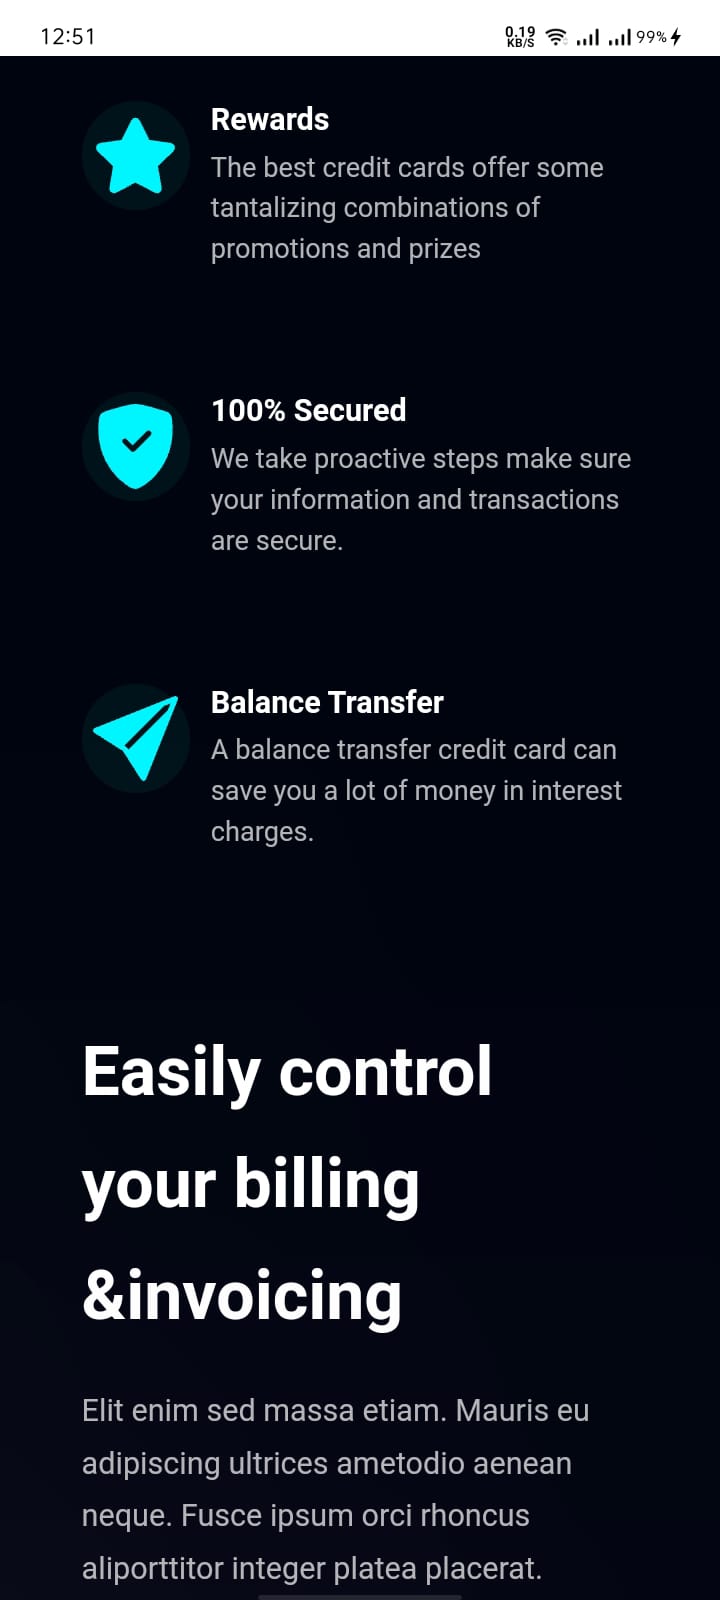 12:51
0.19
KB/S
99%
Rewards
The best credit cards offer some
tantalizing combinations of
promotions and prizes
100% Secured
We take proactive steps make sure
your information and transactions
are secure.
Balance Transfer
A balance transfer credit card can
save you a lot of money in interest
charges.
Easily control
your billing
&invoicing
Elit enim sed massa etiam. Mauris eu
adipiscing ultrices ametodio aenean
neque. Fusce ipsum orci rhoncus
aliporttitor integer platea placerat.